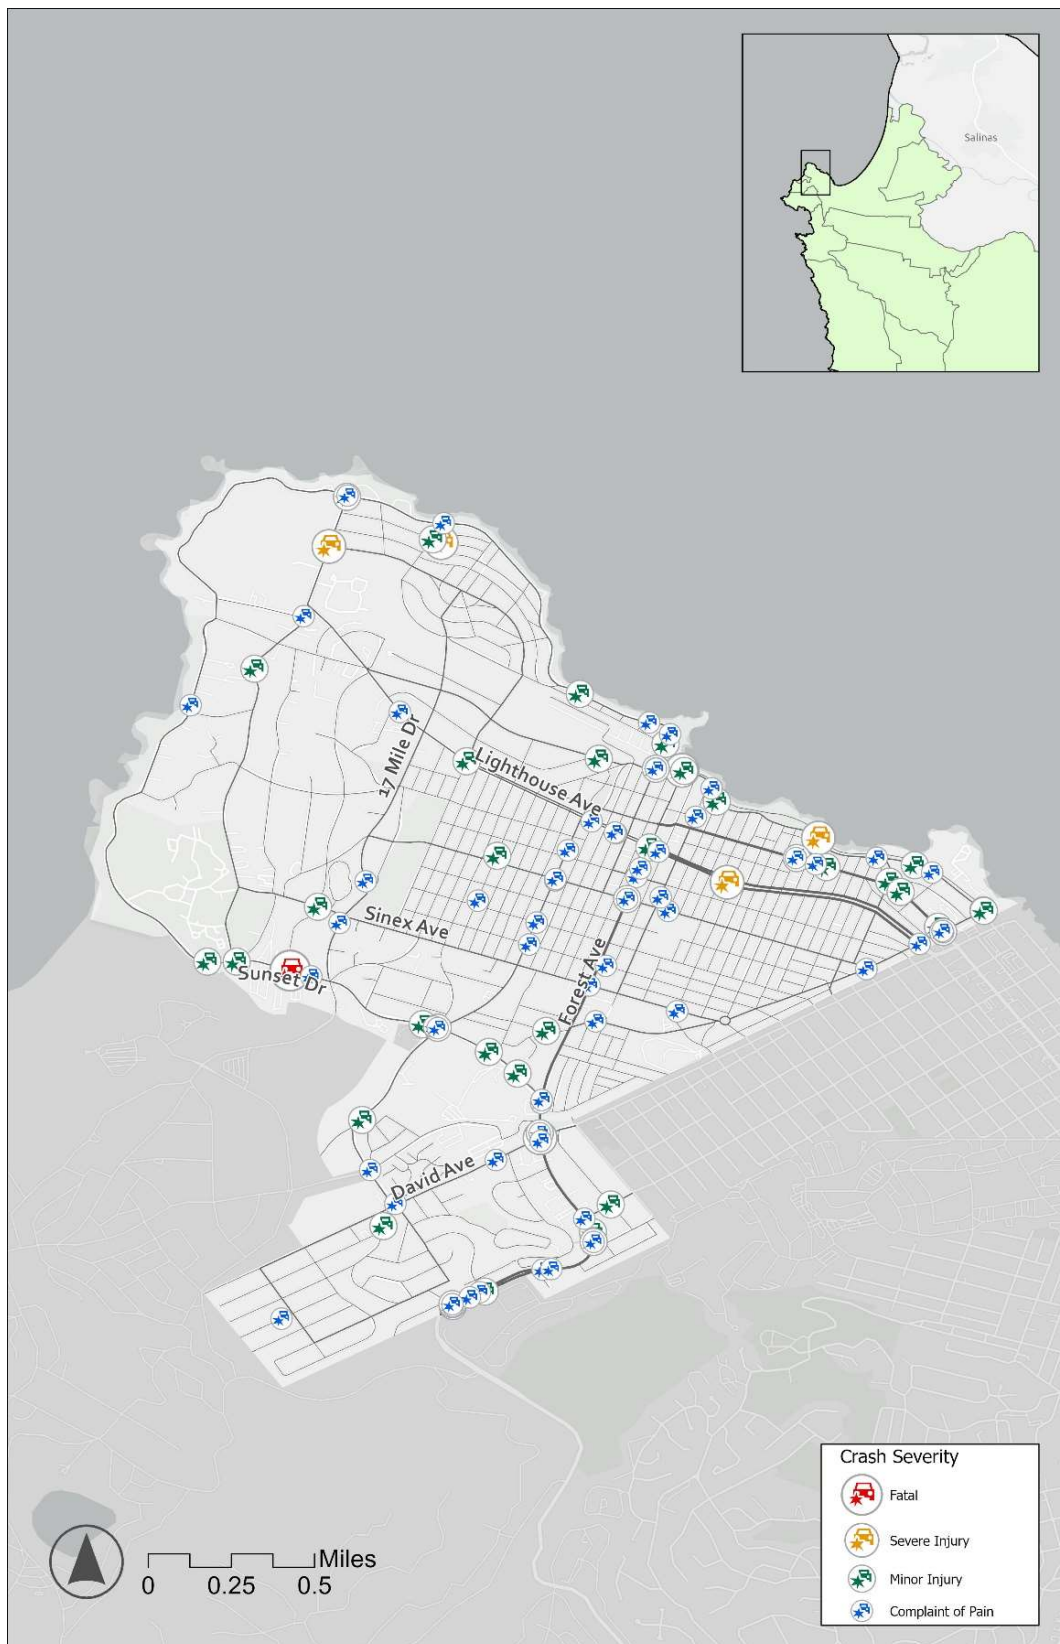 Salinas
17 Mile Dr
Lighthouse Ave
Sinex Ave
Sunset Dr
Forest Ave
David Ave
Crash Severity
Fatal
Severe Injury
Minor Injury
Complaint of Pain
Miles
0 0.25 0.5